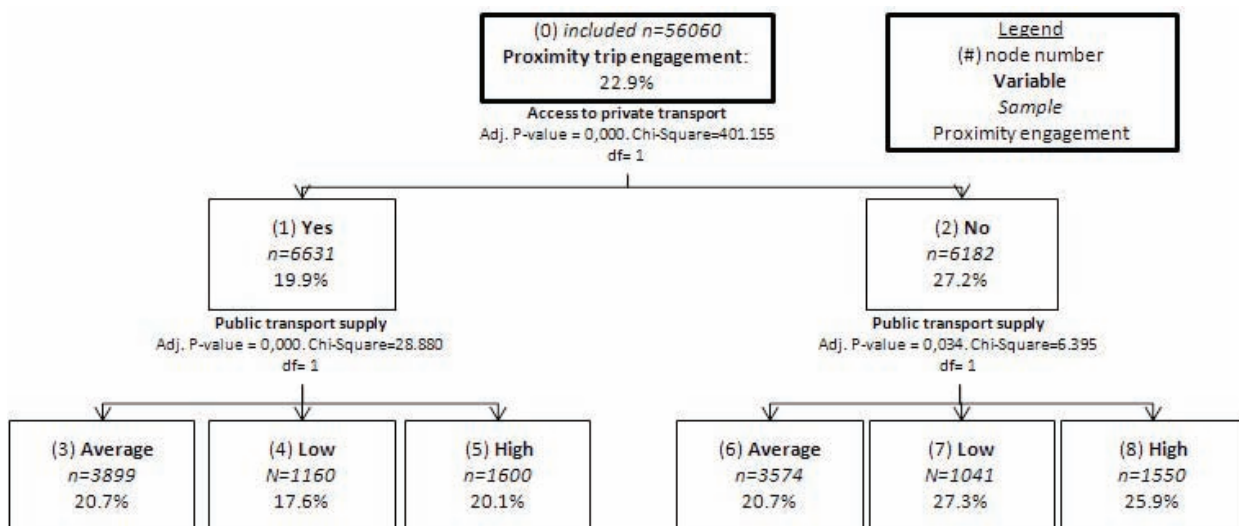 (0) included n=56060
Proximity trip engagement:
22.9%
Legend
(#) node number
Variable
Sample
Proximity engagement
Access to private transport
Adj. P-value = 0,000. Chi-Square=401.155
df= 1
(1) Yes
n=6631
19.9%
(2) No
n=6182
27.2%
Public transport supply
Adj. P-value = 0,000. Chi-Square=28.880
df= 1
Public transport supply
Adj. P-value = 0,034. Chi-Square=6.395
df= 1
(3) Average
n=3899
20.7%
(4) Low
N=1160
17.6%
(5) High
n=1600
20.1%
(6) Average
n=3574
20.7%
(7) Low
N=1041
27.3%
(8) High
n=1550
25.9%